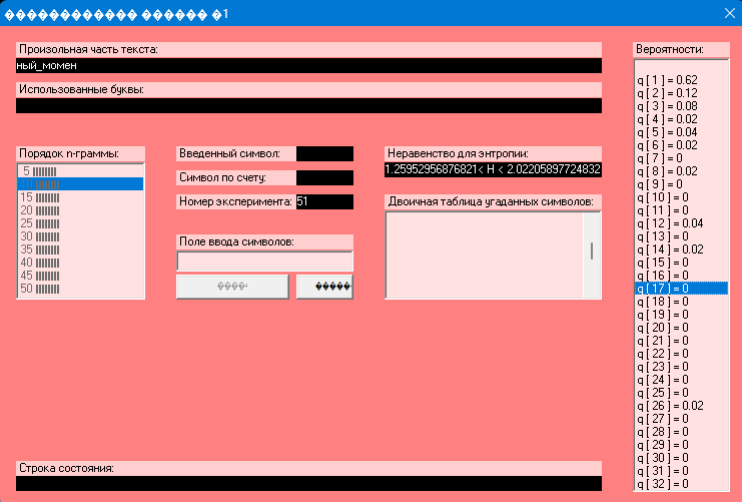 ������������� ������ �1
Произольная часть текста:
ный_момен
Использованные буквы:
Порядок n-граммы:
5 ||||||||
15 ||||||||
20 ||||||||
25 ||||||||
30 ||||||||
35 ||||||||
40 ||||||||
45 ||||||||
50 ||||||||
Введенный символ:
Символ по счету:
Номер эксперимента: 51
Поле ввода символов:
Неравенство для энтропии:
1.25952956876821< H < 2.02205897724832
Двоичная таблица угаданных символов:
Строка состояния:
Вероятности:
q [ 1 ] = 0.62
q [ 2 ] = 0.12
q [ 3 ] = 0.08
q [ 4 ] = 0.02
q [ 5 ] = 0.04
q [ 6 ] = 0.02
q [ 7 ] = 0
q [ 8 ] = 0.02
q [ 9 ] = 0
q [ 10 ] = 0
q [ 11 ] = 0
q [ 12 ] = 0.04
q [ 13 ] = 0
q [ 14 ] = 0.02
q [ 15 ] = 0
q [ 16 ] = 0
q [ 17 ] = 0
q [ 18 ] = 0
q [ 19 ] = 0
q [ 20 ] = 0
q [ 21 ] = 0
q [ 22 ] = 0
q [ 23 ] = 0
q [ 24 ] = 0
q [ 25 ] = 0
q [ 26 ] = 0.02
q [ 27 ] = 0
q [ 28 ] = 0
q [ 29 ] = 0
q [ 30 ] = 0
q [ 31 ] = 0
q [ 32 ] = 0